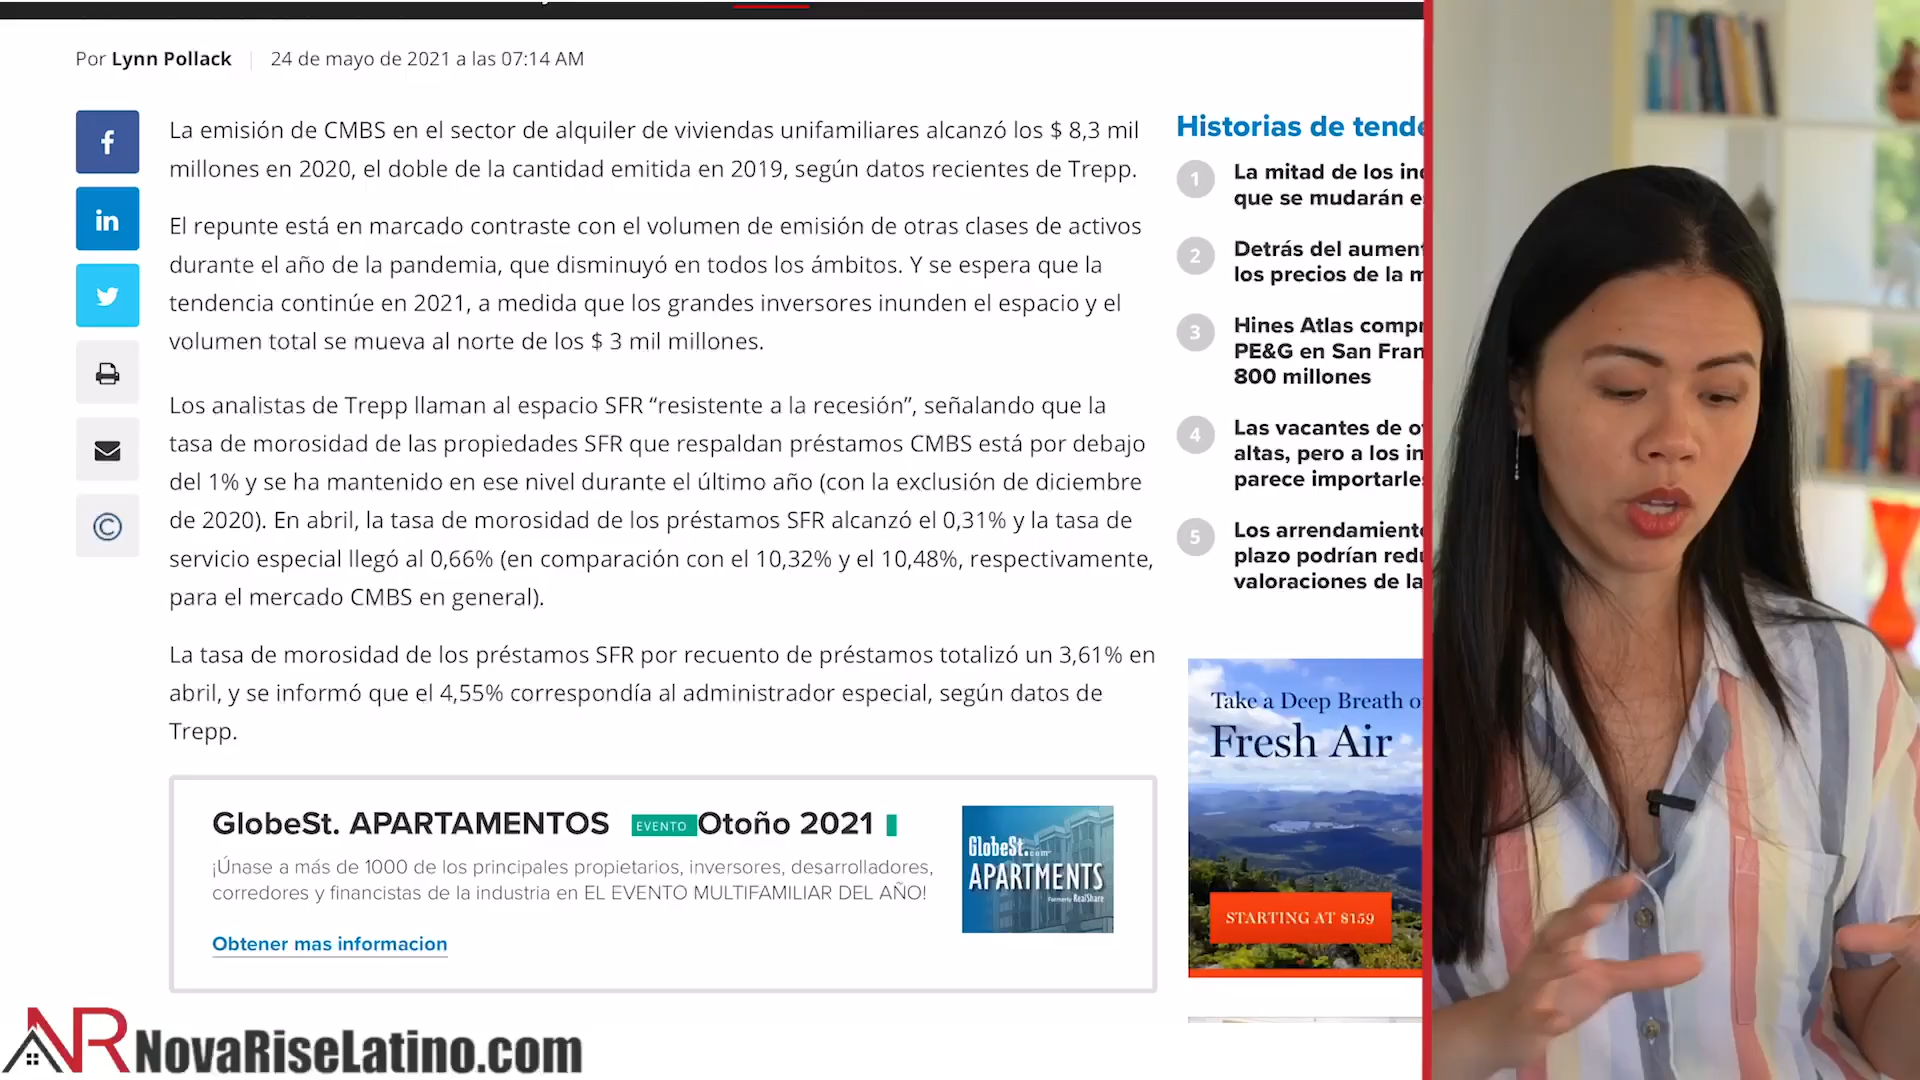 Por Lynn Pollack
24 de mayo de 2021 a las 07:14 AM
La emisión de CMBS en el sector de alquiler de viviendas unifamiliares alcanzó los $ 8,3 mil
millones en 2020, el doble de la cantidad emitida en 2019, según datos recientes de Trepp.
El repunte está en marcado contraste con el volumen de emisión de otras clases de activos
durante el año de la pandemia, que disminuyó en todos los ámbitos. Y se espera que la
tendencia continúe en 2021, a medida que los grandes inversores inunden el espacio y el
volumen total se mueva al norte de los $ 3 mil millones.
Los analistas de Trepp llaman al espacio SFR “resistente a la recesión”, señalando que la
tasa de morosidad de las propiedades SFR que respaldan préstamos CMBS está por debajo
del 1% y se ha mantenido en ese nivel durante el último año (con la exclusión de diciembre
de 2020). En abril, la tasa de morosidad de los préstamos SFR alcanzó el 0,31% y la tasa de
servicio especial llegó al 0,66% (en comparación con el 10,32% y el 10,48%, respectivamente,
para el mercado CMBS en general).
La tasa de morosidad de los préstamos SFR por recuento de préstamos totalizó un 3,61% en
abril, y se informó que el 4,55% correspondía al administrador especial, según datos de
Trepp.
GlobeSt. APARTAMENTOS EVENTO Otoño 2021
¡Únase a más de 1000 de los principales propietarios, inversores, desarrolladores,
corredores y financistas de la industria en EL EVENTO MULTIFAMILIAR DEL AÑO!
Obtener mas informacion
GlobeSt.com
APARTMENTS
Formerly RealShare
Historias de tende
1 La mitad de los
que se mudarán
2 Detrás del
los precios de la
3 Hines Atlas
PE&G en San
800 millones
4 Las vacantes de
altas, pero a los
parece
5 Los
plazo podrían
valoraciones de
Take a Deep Breath
Fresh Air
STARTING AT $159
NR NovaRiseLatino.com